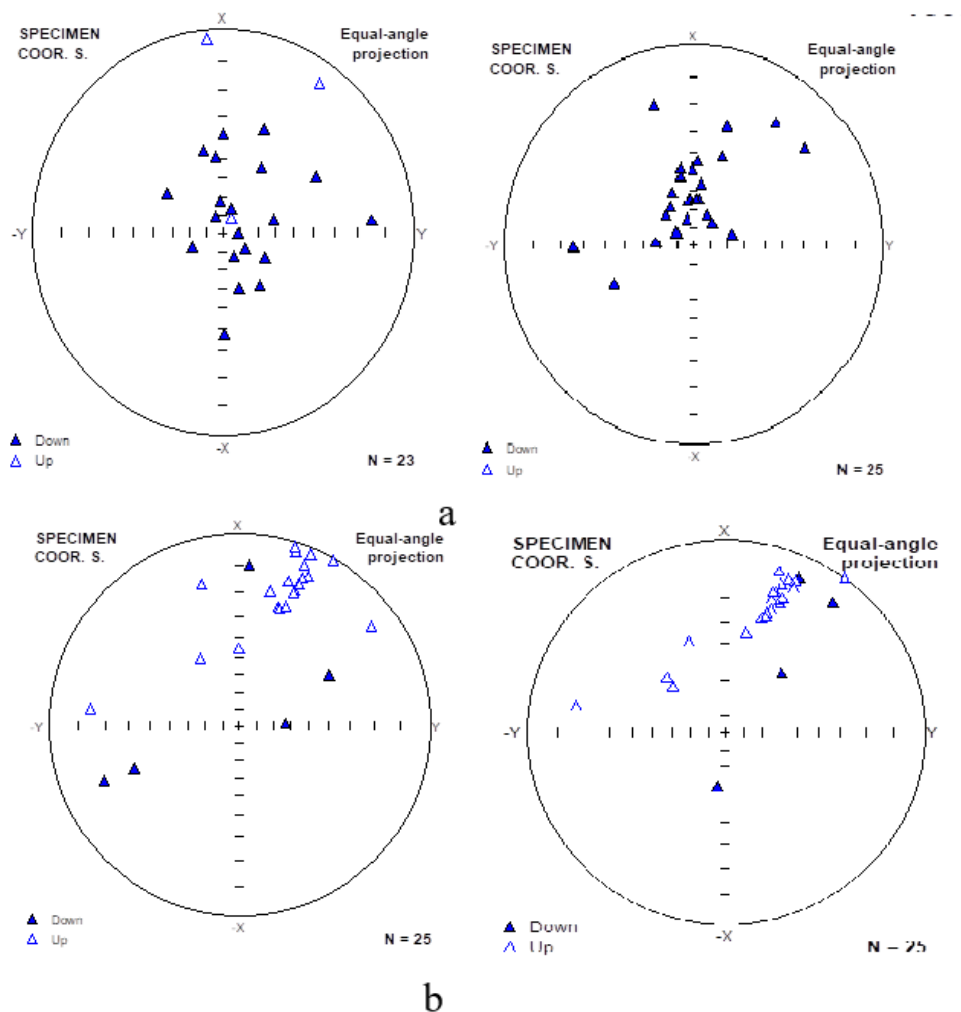 SPECIMEN
COOR. S.
X
Equal-angle
projection
-Y
Y
Down
Up
-X
N = 23
SPECIMEN
COOR. S.
X
Equal-angle
projection
-Y
Y
Down
Up
-X
N = 25
a
SPECIMEN
COOR. S.
X
Equal-angle
projection
-Y
Y
Down
Up
-X
N = 25
SPECIMEN
COOR. S.
X
Equal-angle
projection
-Y
Y
Down
Up
-X
N = 25
b